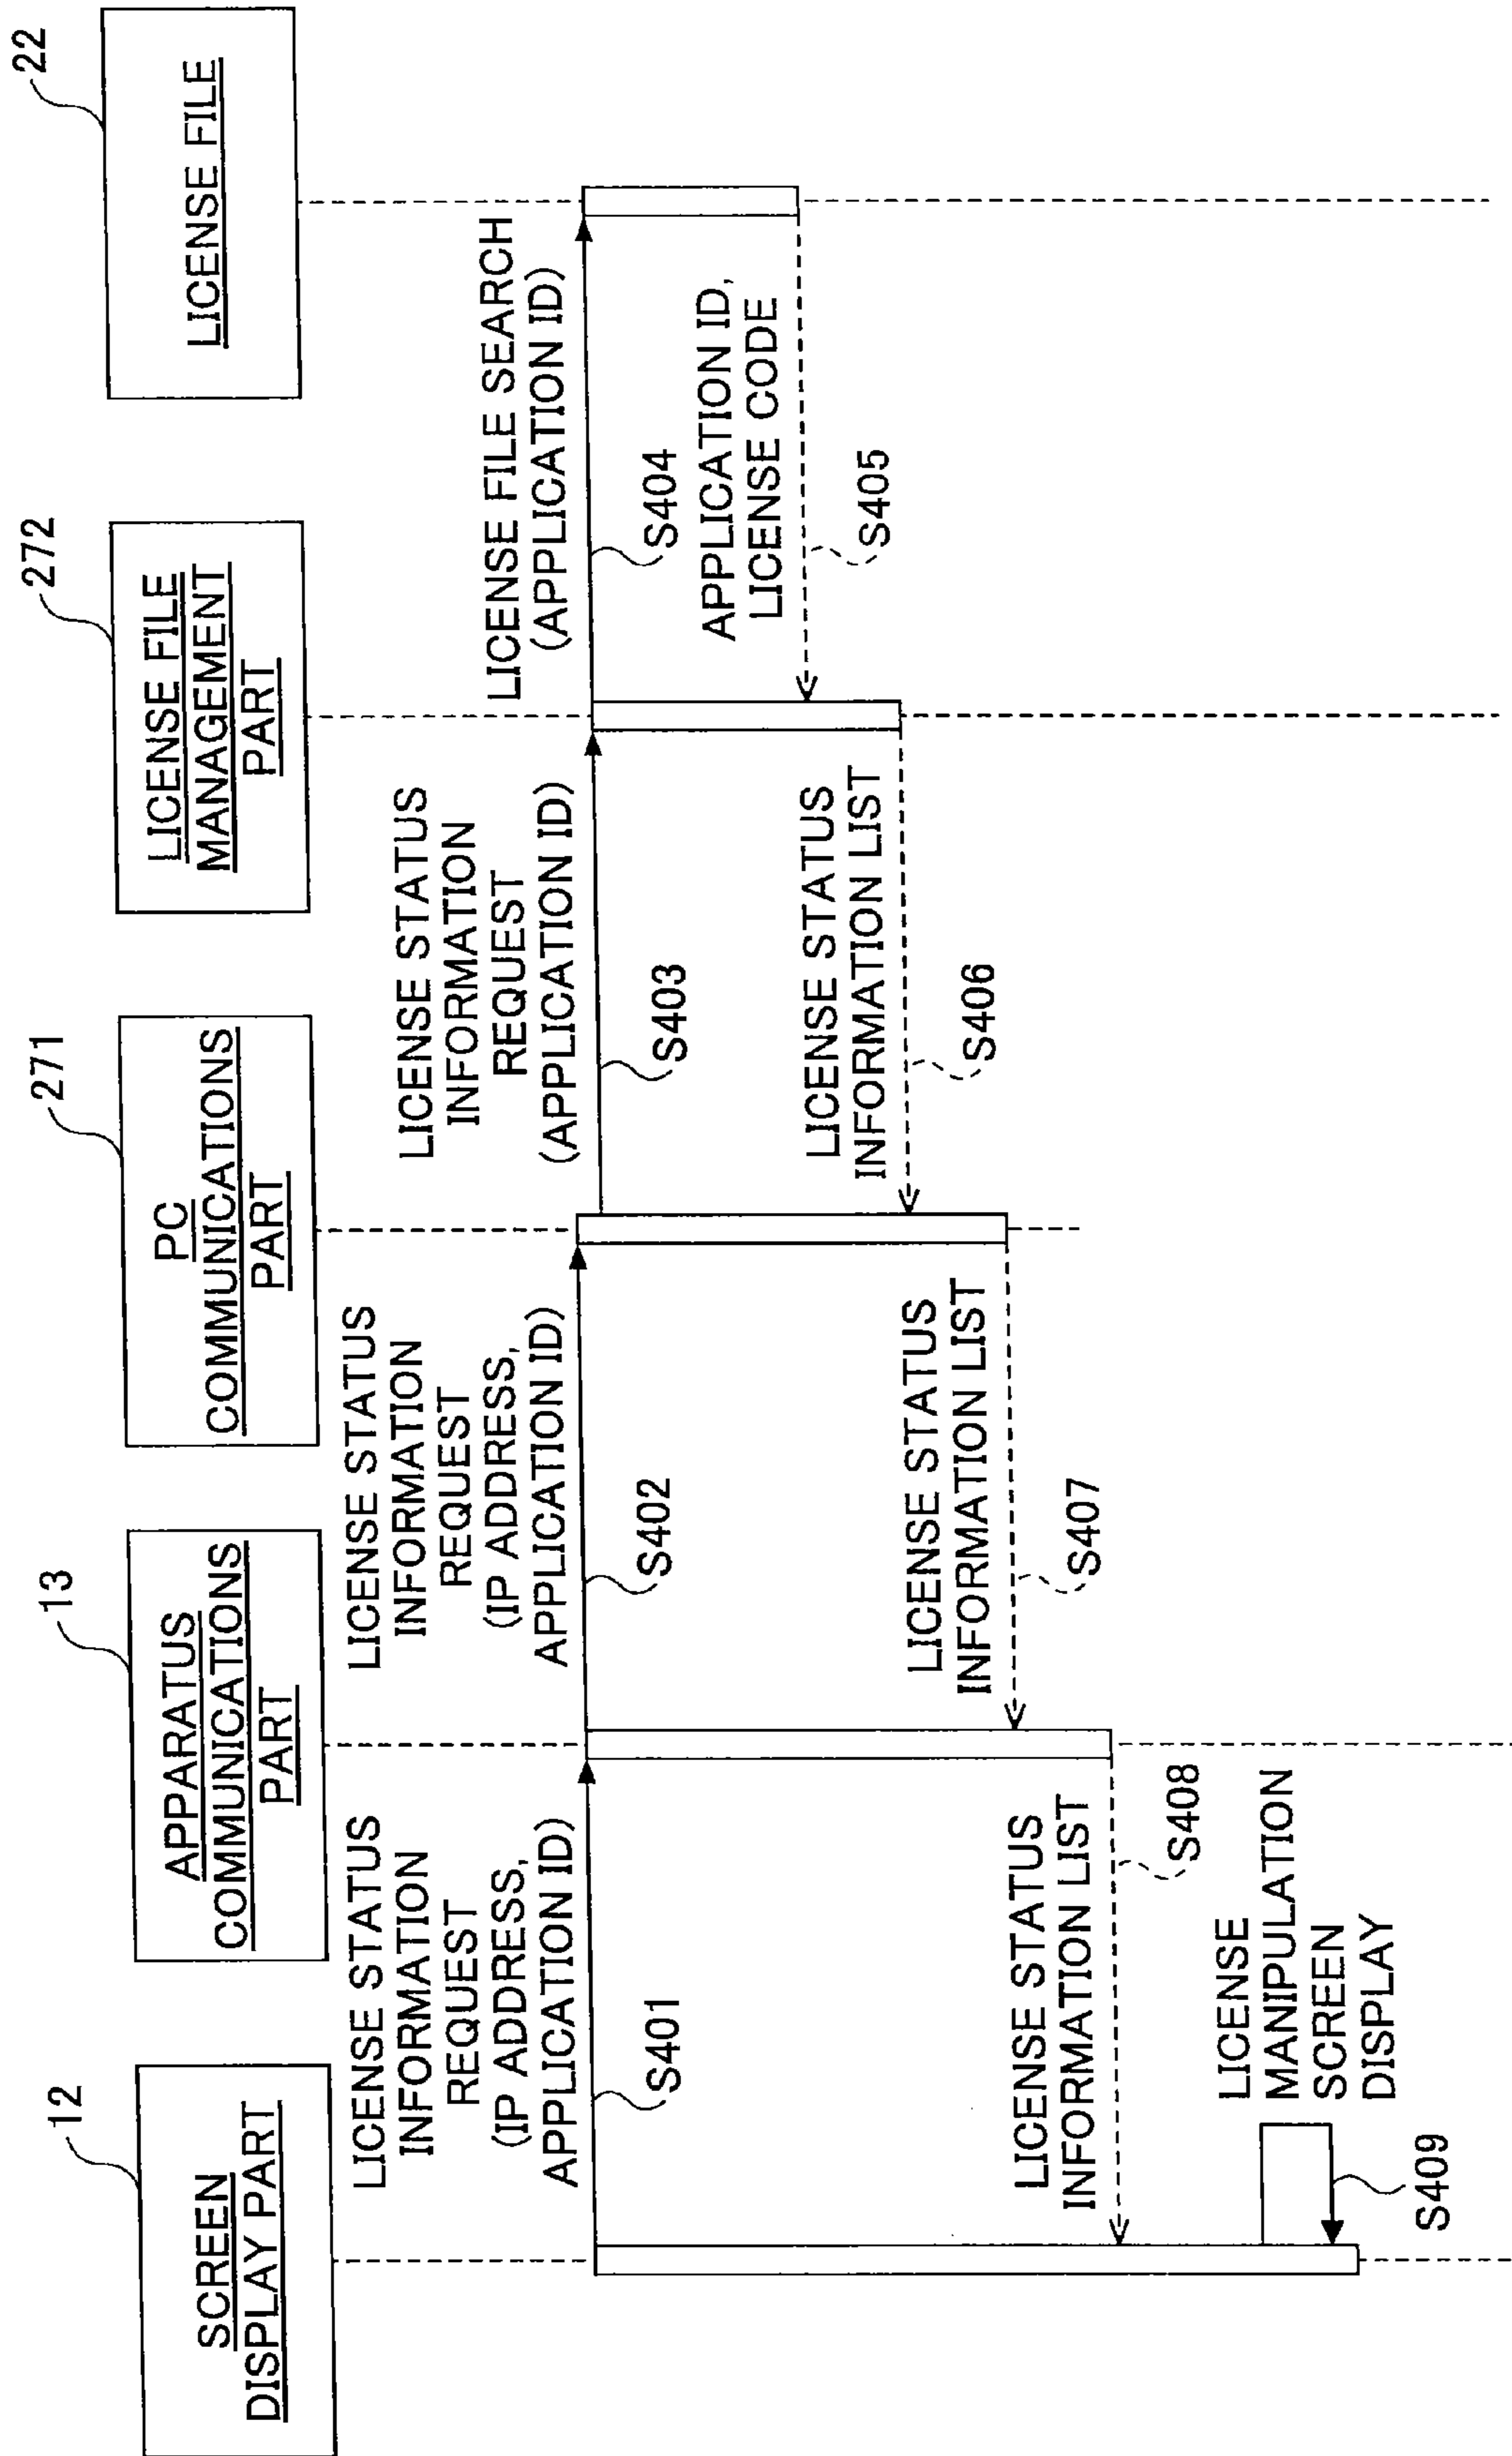 12
SCREEN
DISPLAY PART
13
APPARATUS
COMMUNICATIONS
PART
271
PC
COMMUNICATIONS
PART
272
LICENSE FILE
MANAGEMENT
PART
22
LICENSE FILE
LICENSE STATUS
INFORMATION
REQUEST
(IP ADDRESS,
APPLICATION ID)
S401
LICENSE STATUS
INFORMATION
REQUEST
(IP ADDRESS,
APPLICATION ID)
S402
LICENSE STATUS
INFORMATION
REQUEST
(APPLICATION ID)
S403
LICENSE FILE SEARCH
(APPLICATION ID)
S404
APPLICATION ID,
LICENSE CODE
S405
LICENSE STATUS
INFORMATION LIST
S406
LICENSE STATUS
INFORMATION LIST
S407
LICENSE STATUS
INFORMATION LIST
S408
LICENSE
MANIPULATION
SCREEN
DISPLAY
S409